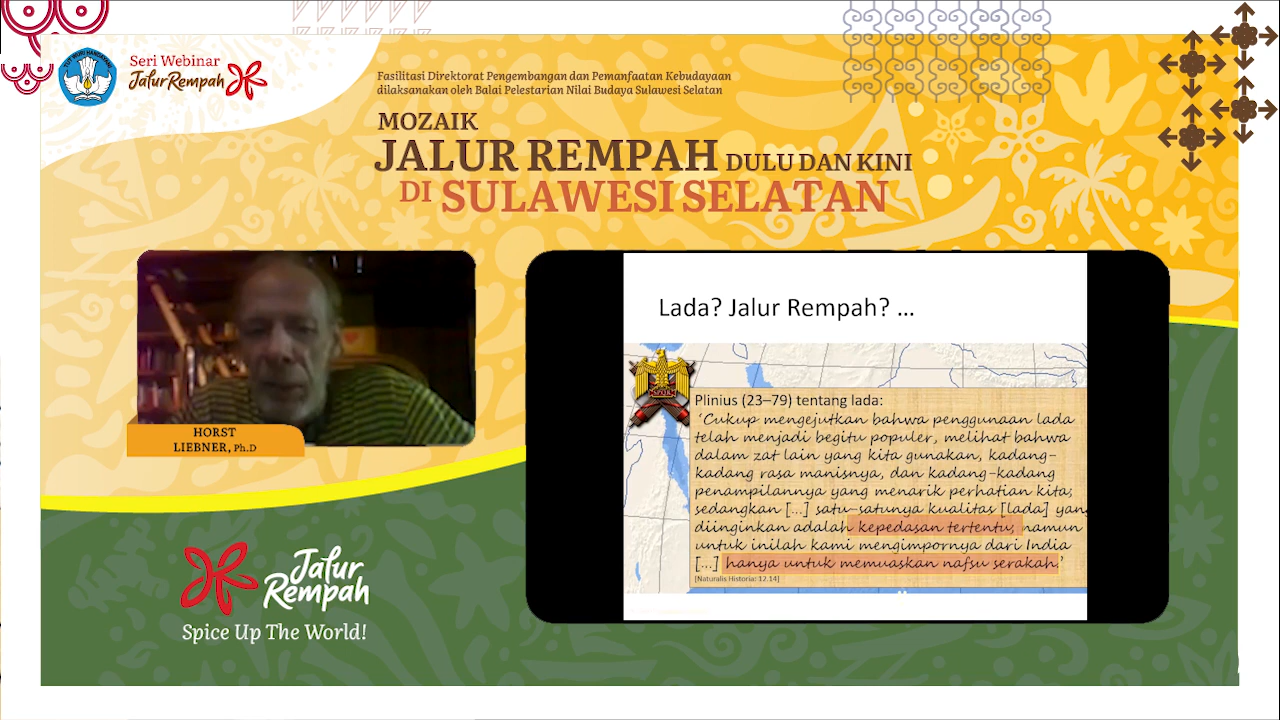 Seri Webinar
Jalur Rempah
Fasilitasi Direktorat Pengembangan dan Pemanfaatan Kebudayaan
dilaksanakan oleh Balai Pelestarian Nilai Budaya Sulawesi Selatan
MOZAIK
JALUR REMPAH DULU DAN KINI
DI SULAWESI SELATAN
HORST
LIEBNER, Ph.D
Lada? Jalur Rempah? ...
SPQR
Plinius (23–79) tentang lada:
'Cukup mengejutkan bahwa penggunaan lada
telah menjadi begitu populer, melihat bahwa
dalam zat lain yang kita gunakan, kadang-
kadang rasa manisnya, dan kadang-kadang
penampilannya yang menarik perhatian kita;
sedangkan [...] satu-satunya kualitas [lada] yang
diinginkan adalah kepedasan tertentu; namun
untuk inilah kami mengimpornya dari India
[...] hanya untuk memuaskan nafsu serakah.'
[Naturalis Historia: 12.14]
Jalur
Rempah
Spice Up The World!